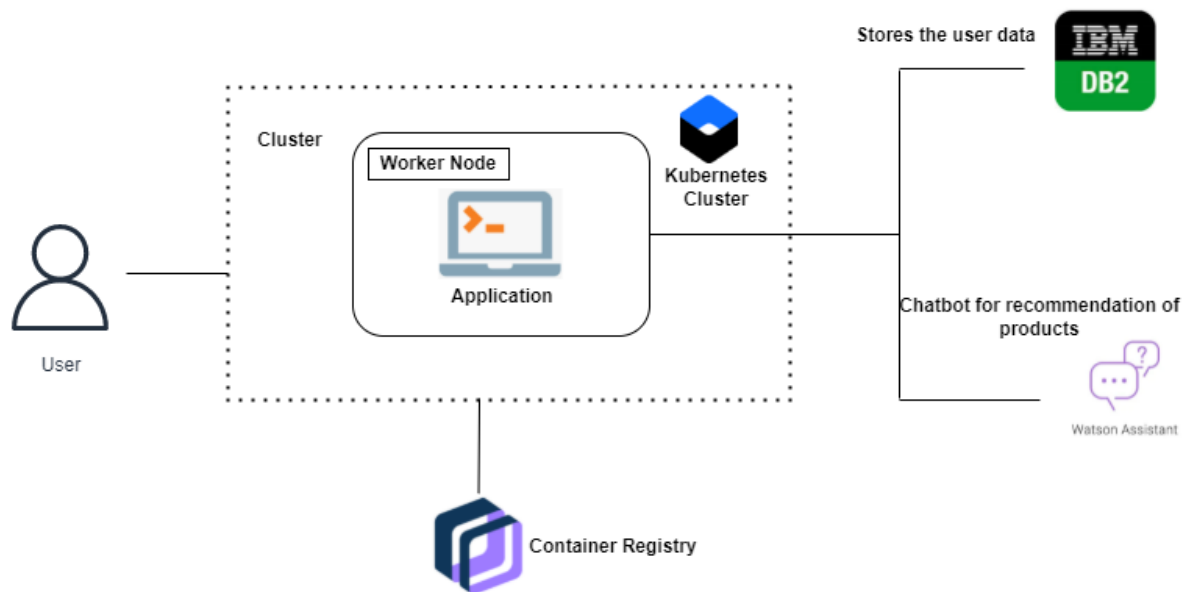 Stores the user data
IBM
DB2
Cluster
Worker Node
Kubernetes
Cluster
Application
User
Chatbot for recommendation of
products
?
Watson Assistant
Container Registry